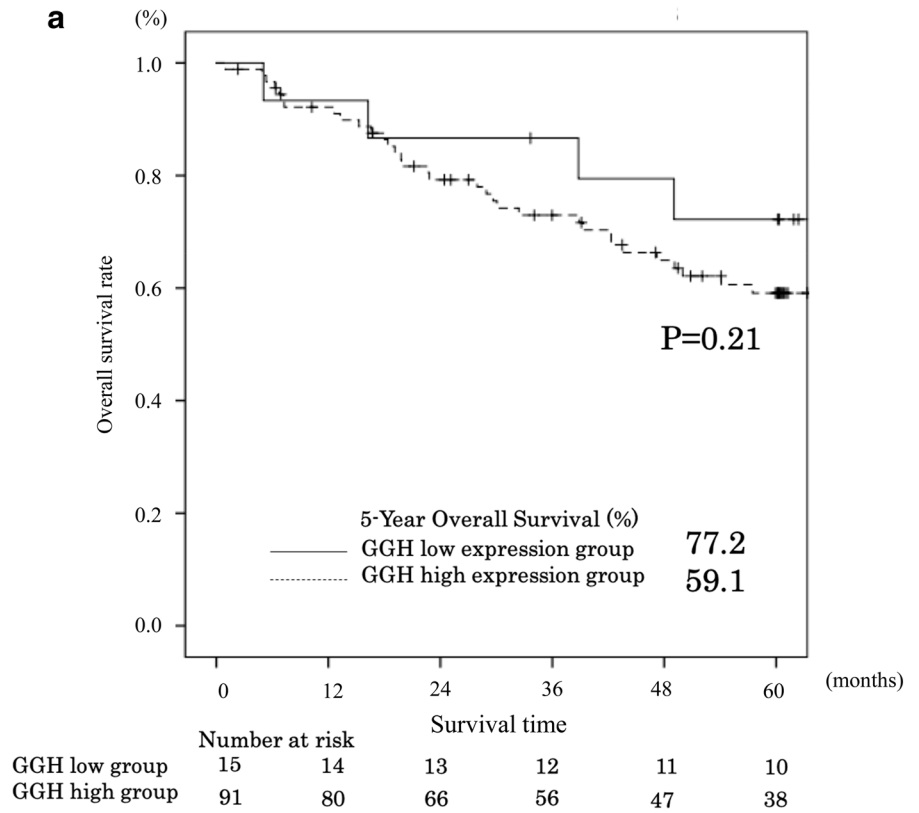 a
(%)
1.0
0.8
0.6
0.4
0.2
0.0
Overall survival rate
P=0.21
5-Year Overall Survival (%)
GGH low expression group 77.2
GGH high expression group 59.1
0 12 24 36 48 60 (months)
Survival time
Number at risk
GGH low group 15 14 13 12 11 10
GGH high group 91 80 66 56 47 38